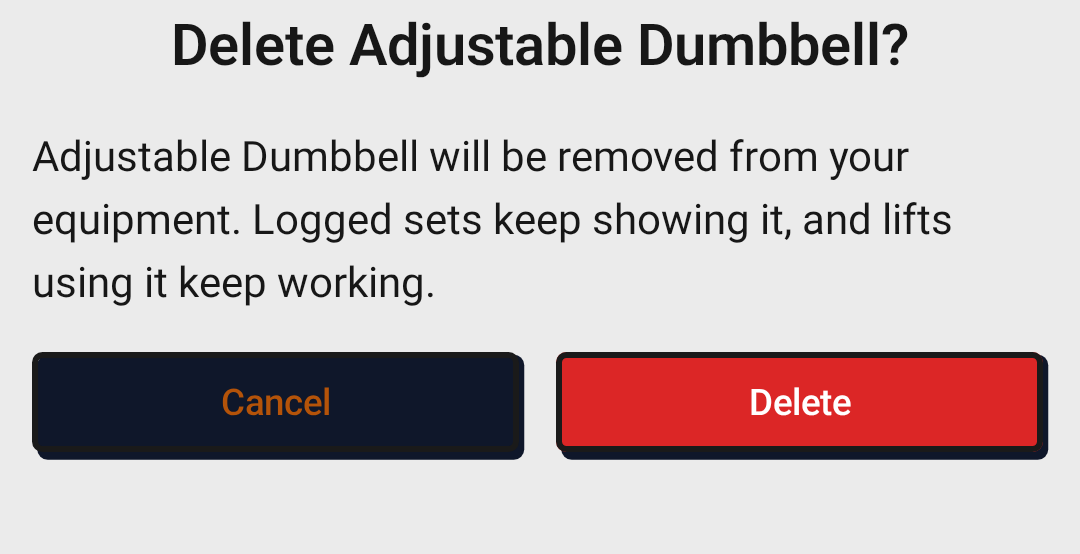 Delete Adjustable Dumbbell?
Adjustable Dumbbell will be removed from your
equipment. Logged sets keep showing it, and lifts
using it keep working.
Cancel
Delete